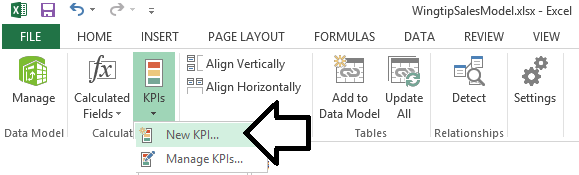 WingtipSalesModel.xlsx - Excel
FILE HOME INSERT PAGE LAYOUT FORMULAS DATA REVIEW VIEW
Manage
Calculated
Fields
KPIs
Align Vertically
Align Horizontally
Add to
Data Model
Update
All
Detect
Settings
Data Model Calculat Tables Relationships
New KPI...
Manage KPIs...